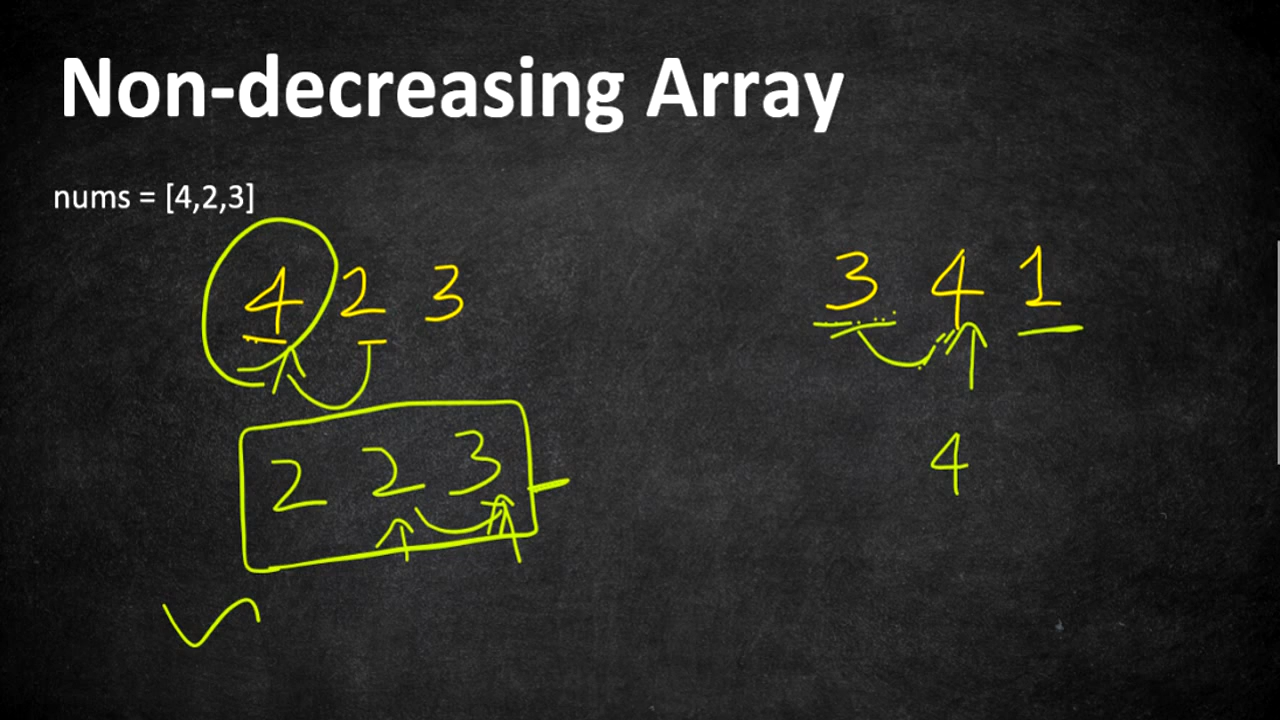 Non-decreasing Array
nums = [4,2,3]
4 2 3
3 4 1
2 2 3
4